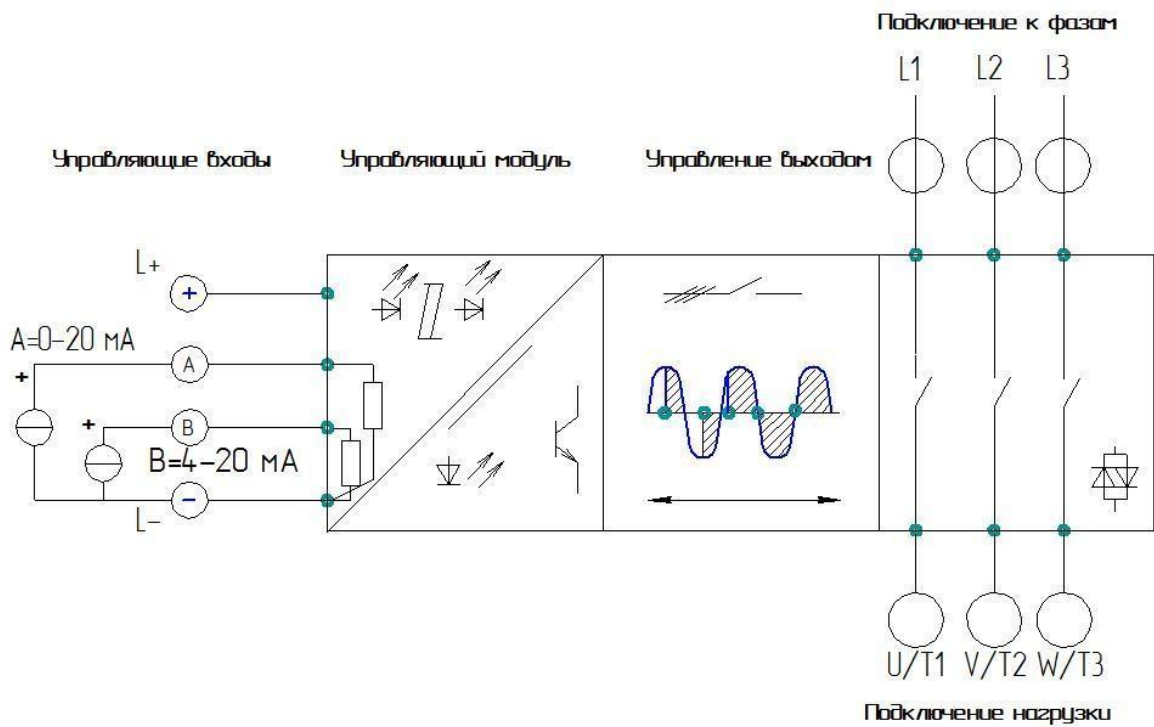 Подключение к фазам
L1 L2 L3
Управляющие входы Управляющий модуль Управление выходом
L+
+
A=0-20 мА
+
A
+
B
B=4-20 мА
-
L-
U/T1 V/T2 W/T3
Подключение нагрузки